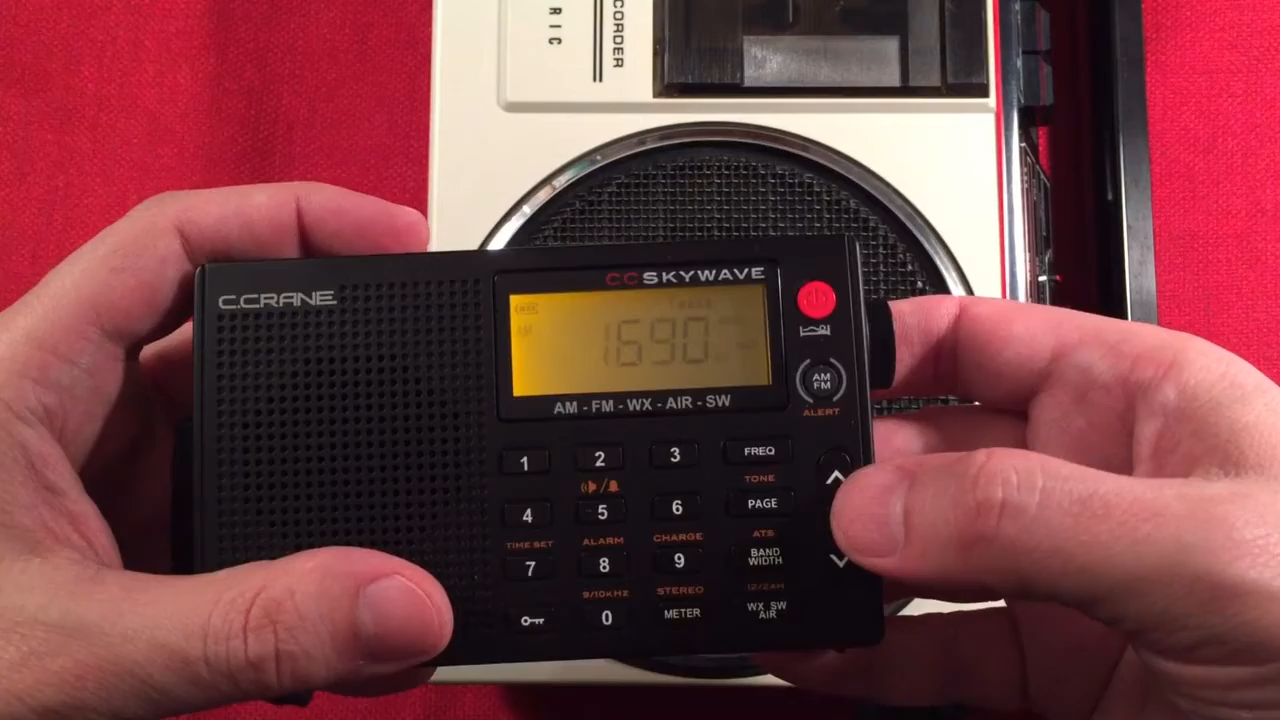 CORDER
RIC
C.CRANE
CCSKYWAVE
1690
AM - FM - WX - AIR - SW
AM
FM
ALERT
1 2 3 FREQ
TONE
4 5 6 PAGE
TIME SET ALARM CHARGE ATS
7 8 9 BAND
WIDTH
9/10KHZ STEREO 12/24H
0 METER WX SW
AIR